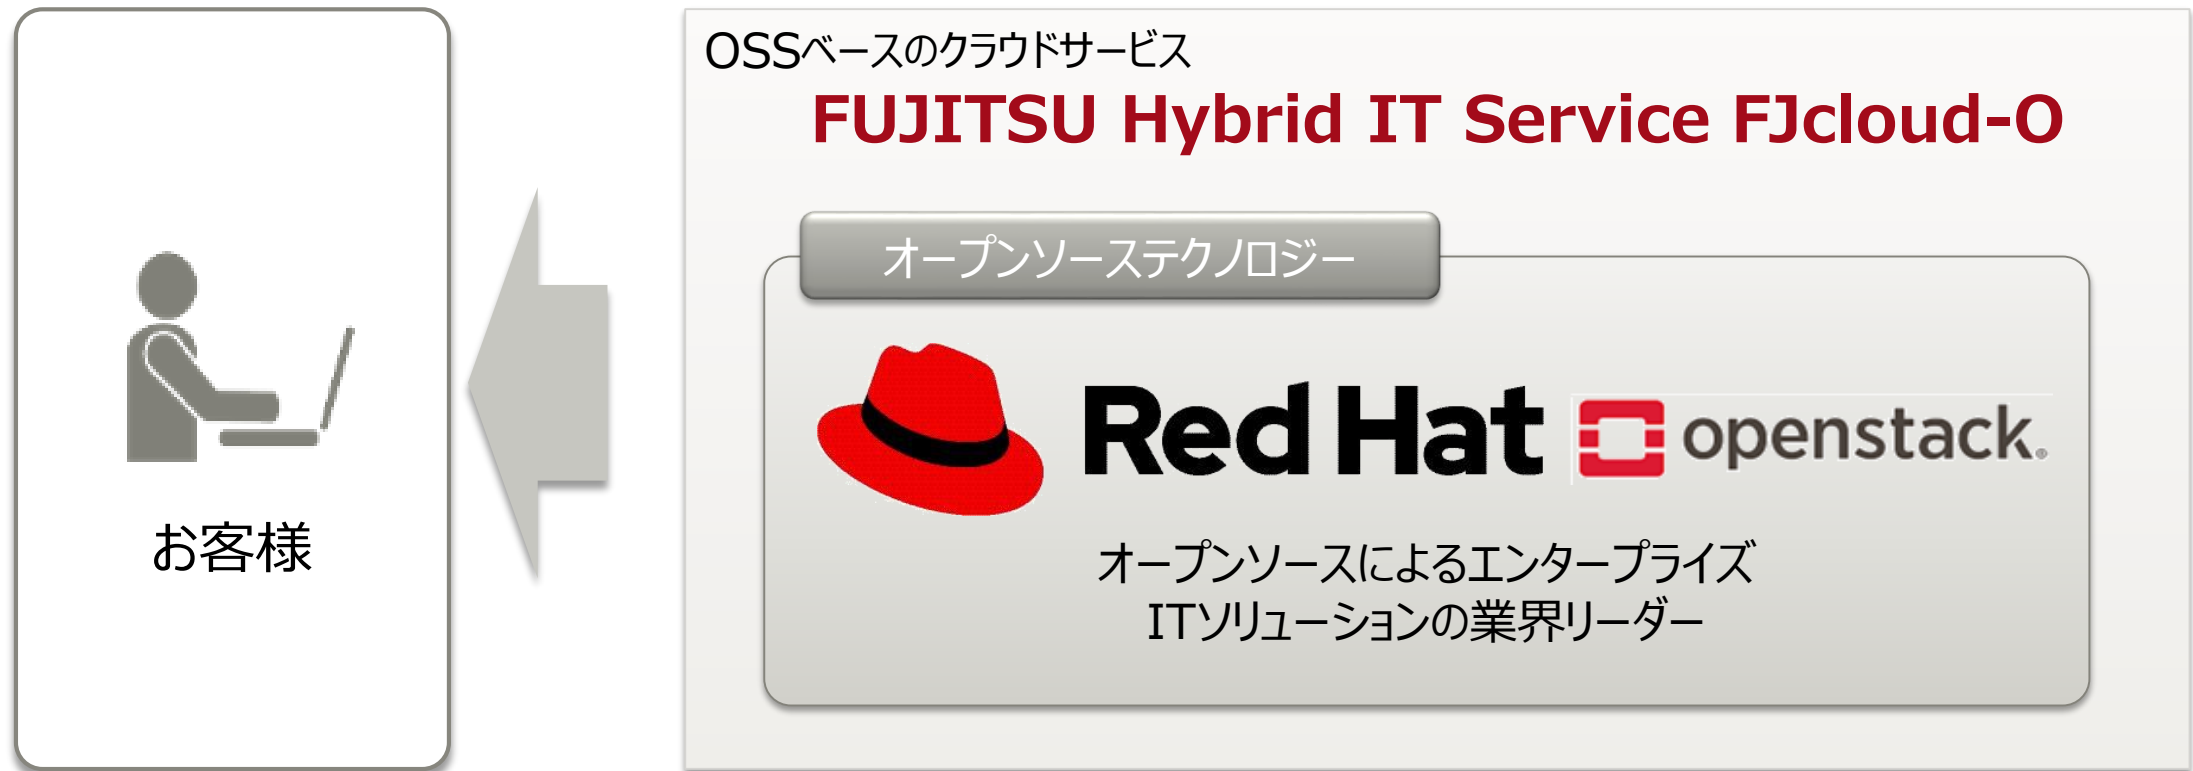 OSSベースのクラウドサービス
FUJITSU Hybrid IT Service FJcloud-O
オープンソーステクノロジー
Red Hat
openstack.®
オープンソースによるエンタープライズ
ITソリューションの業界リーダー
お客様